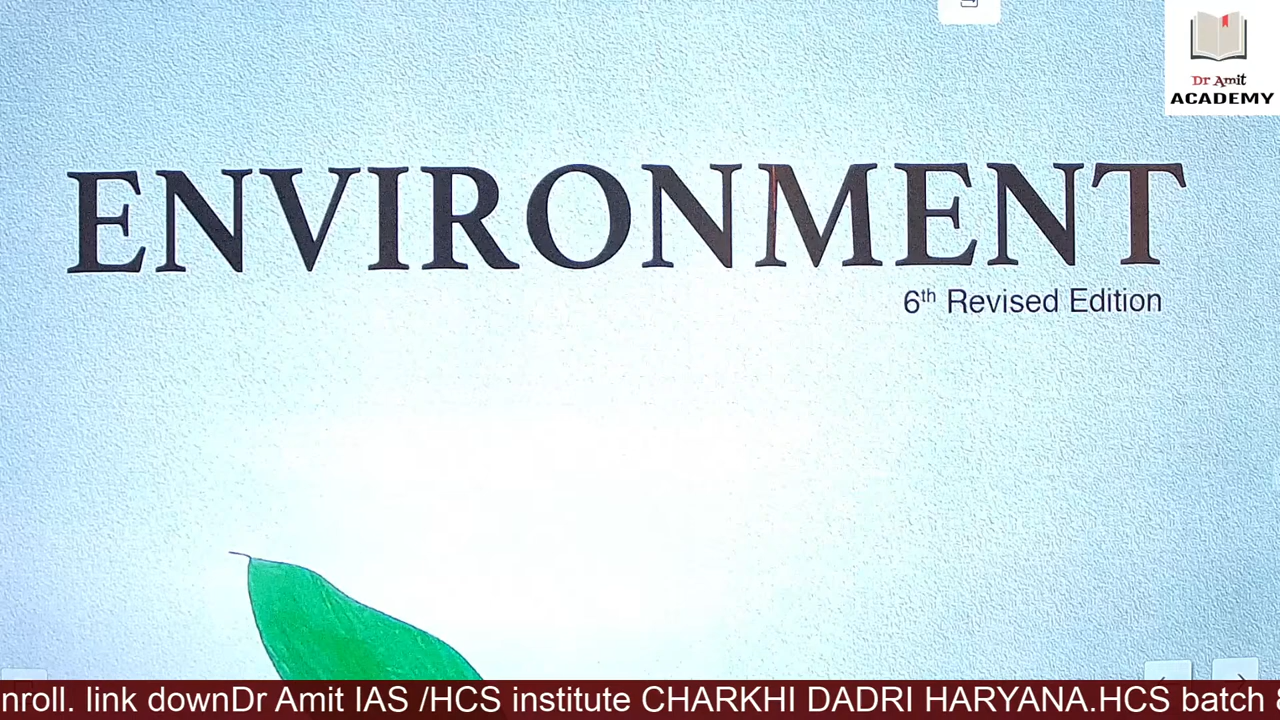 Dr Amit
ACADEMY
ENVIRONMENT
6th Revised Edition
nroll. link downDr Amit IAS /HCS institute CHARKHI DADRI HARYANA.HCS batch